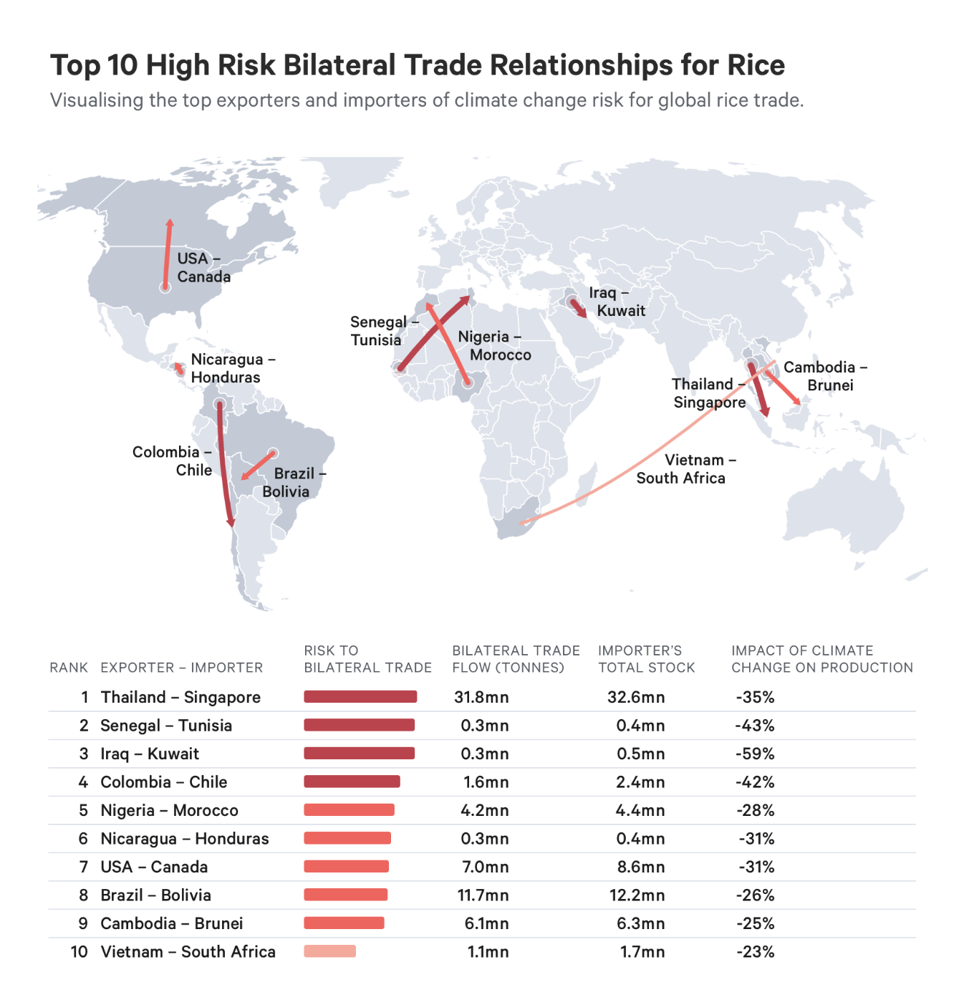 Top 10 High Risk Bilateral Trade Relationships for Rice
Visualising the top exporters and importers of climate change risk for global rice trade.
USA –
Canada
Iraq –
Kuwait
Senegal –
Tunisia
Nigeria –
Morocco
Nicaragua –
Honduras
Cambodia –
Brunei
Thailand –
Singapore
Colombia –
Chile
Vietnam –
South Africa
Brazil –
Bolivia
RANK EXPORTER – IMPORTER RISK TO BILATERAL TRADE BILATERAL TRADE FLOW (TONNES) IMPORTER'S TOTAL STOCK IMPACT OF CLIMATE CHANGE ON PRODUCTION
1 Thailand – Singapore 31.8mn 32.6mn -35%
2 Senegal – Tunisia 0.3mn 0.4mn -43%
3 Iraq – Kuwait 0.3mn 0.5mn -59%
4 Colombia – Chile 1.6mn 2.4mn -42%
5 Nigeria – Morocco 4.2mn 4.4mn -28%
6 Nicaragua – Honduras 0.3mn 0.4mn -31%
7 USA – Canada 7.0mn 8.6mn -31%
8 Brazil – Bolivia 11.7mn 12.2mn -26%
9 Cambodia – Brunei 6.1mn 6.3mn -25%
10 Vietnam – South Africa 1.1mn 1.7mn -23%